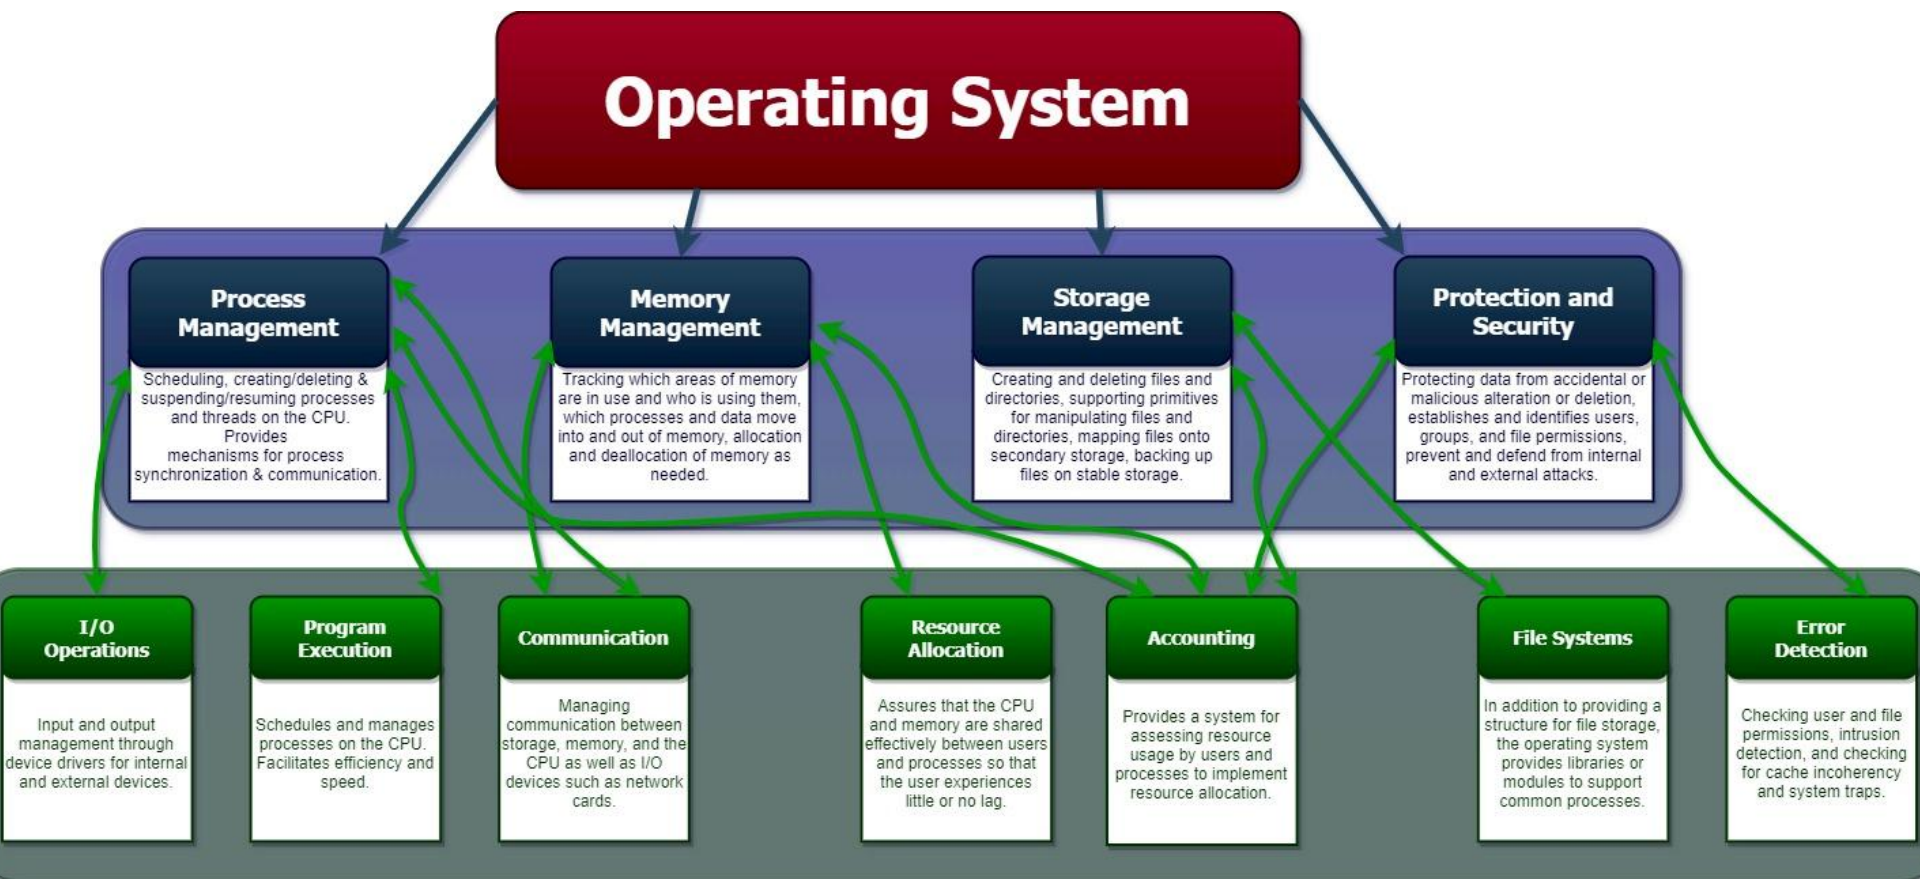 Operating System
Process
Management
Scheduling, creating/deleting &
suspending/resuming processes
and threads on the CPU.
Provides
mechanisms for process
synchronization & communication.
Memory
Management
Tracking which areas of memory
are in use and who is using them,
which processes and data move
into and out of memory, allocation
and deallocation of memory as
needed.
Storage
Management
Creating and deleting files and
directories, supporting primitives
for manipulating files and
directories, mapping files onto
secondary storage, backing up
files on stable storage.
Protection and
Security
Protecting data from accidental or
malicious alteration or deletion,
establishes and identifies users,
groups, and file permissions,
prevent and defend from internal
and external attacks.
I/O
Operations
Input and output
management through
device drivers for internal
and external devices.
Program
Execution
Schedules and manages
processes on the CPU.
Facilitates efficiency and
speed.
Communication
Managing
communication between
storage, memory, and the
CPU as well as I/O
devices such as network
cards.
Resource
Allocation
Assures that the CPU
and memory are shared
effectively between users
and processes so that
the user experiences
little or no lag.
Accounting
Provides a system for
assessing resource
usage by users and
processes to implement
resource allocation.
File Systems
In addition to providing a
structure for file storage,
the operating system
provides libraries or
modules to support
common processes.
Error
Detection
Checking user and file
permissions, intrusion
detection, and checking
for cache incoherency
and system traps.